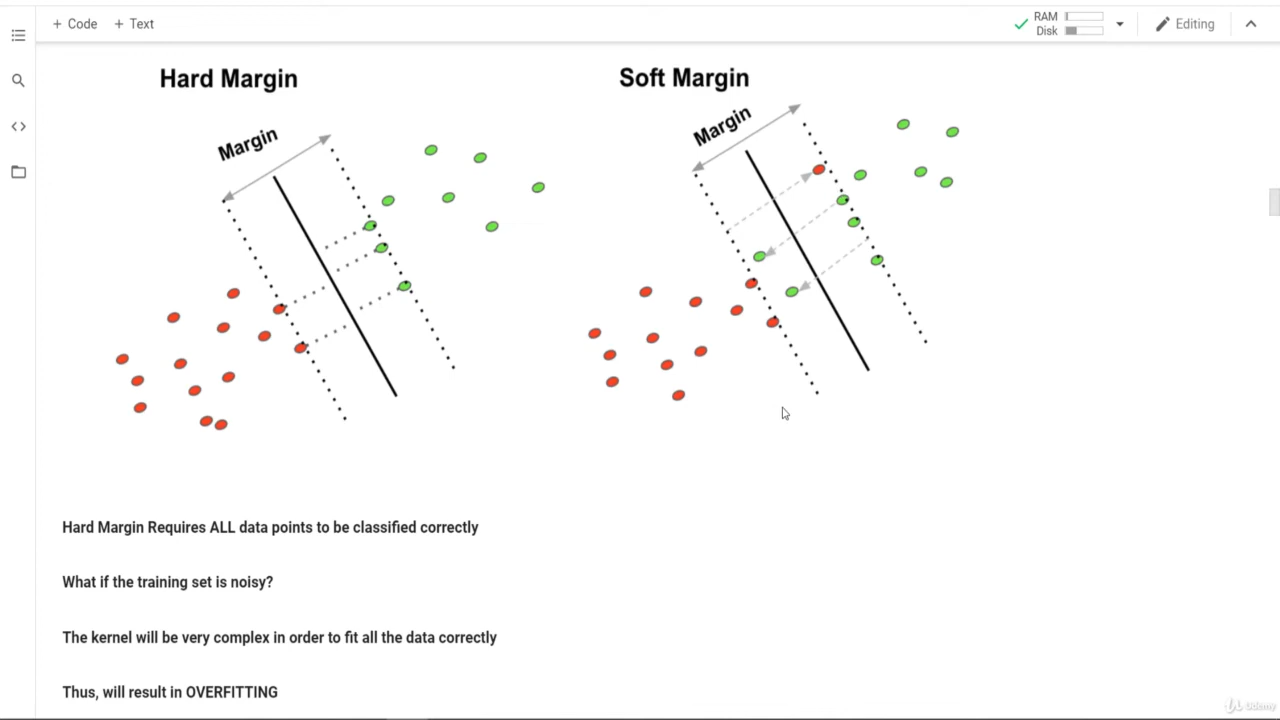 + Code + Text
RAM
Disk
Editing
Hard Margin
Soft Margin
Margin
Margin
Hard Margin Requires ALL data points to be classified correctly
What if the training set is noisy?
The kernel will be very complex in order to fit all the data correctly
Thus, will result in OVERFITTING
Udemy